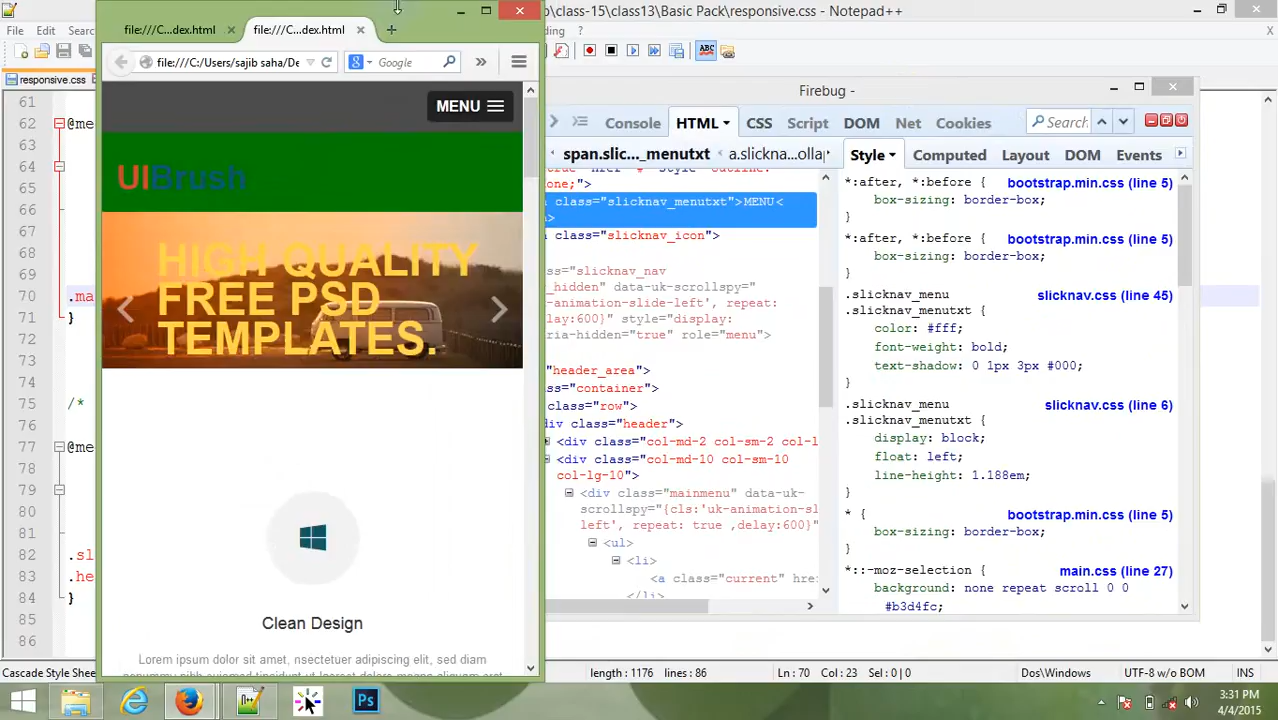 file:///C...dex.html
file:///C...dex.html
\class-15\class13\Basic Pack\responsive.css - Notepad++
File Edit
file:///C:/Users/sajib saha/De
Google
responsive.css
Firebug -
MENU
UIBrush
HIGH QUALITY
FREE PSD
TEMPLATES.
Clean Design
Lorem ipsum dolor sit amet, nsectetuer adipiscing elit, sed diam
61
62 @me
63
64
65
66
67
68
69
70 .ma
71 }
72
73
74
75 /*
76
77 @me
78
79
80
81
82 .sl
83 .he
84 }
85
86
Console HTML CSS Script DOM Net Cookies
Search
span.slic..._menutxt) a.slickna...olla
Style Computed Layout DOM Events
one;">
class="slicknav_menutxt">MENU<
class="slicknav_icon">
class="slicknav_nav
_hidden" data-uk-scrollspy="
-animation-slide-left', repeat:
lay:600}" style="display:
ria-hidden="true" role="menu">
"header_area">
class="container">
class="row">
div class="header">
<div class="col-md-2 col-sm-2 col-l
<div class="col-md-10 col-sm-10
col-lg-10">
<div class="mainmenu" data-uk-
scrollspy="{cls:'uk-animation-sl
left', repeat: true ,delay:600}"
<ul>
<li>
<a class="current" hre
</li>
*:after, *:before { bootstrap.min.css (line 5)
box-sizing: border-box;
}
*:after, *:before { bootstrap.min.css (line 5)
box-sizing: border-box;
}
.slicknav_menu slicknav.css (line 45)
.slicknav_menutxt {
color: #fff;
font-weight: bold;
text-shadow: 0 1px 3px #000;
}
.slicknav_menu slicknav.css (line 6)
.slicknav_menutxt {
display: block;
float: left;
line-height: 1.188em;
}
* { bootstrap.min.css (line 5)
box-sizing: border-box;
}
*::-moz-selection { main.css (line 27)
background: none repeat scroll 0 0
#b3d4fc;
Cascade Style Shee
length : 1176 lines : 86
Ln : 70 Col : 23 Sel : 0 | 0
Dos\Windows
UTF-8 w/o BOM
INS
Ps
3:31 PM
4/4/2015